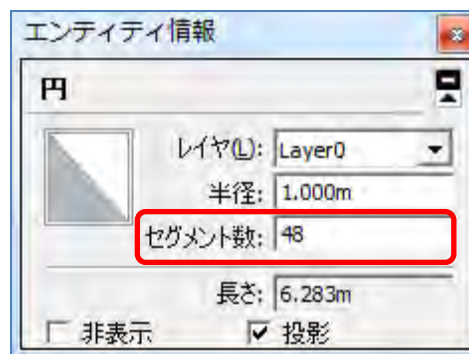 エンティティ情報
円
レイヤ(L): Layer0
半径: 1.000m
セグメント数: 48
長さ: 6.283m
非表示 投影